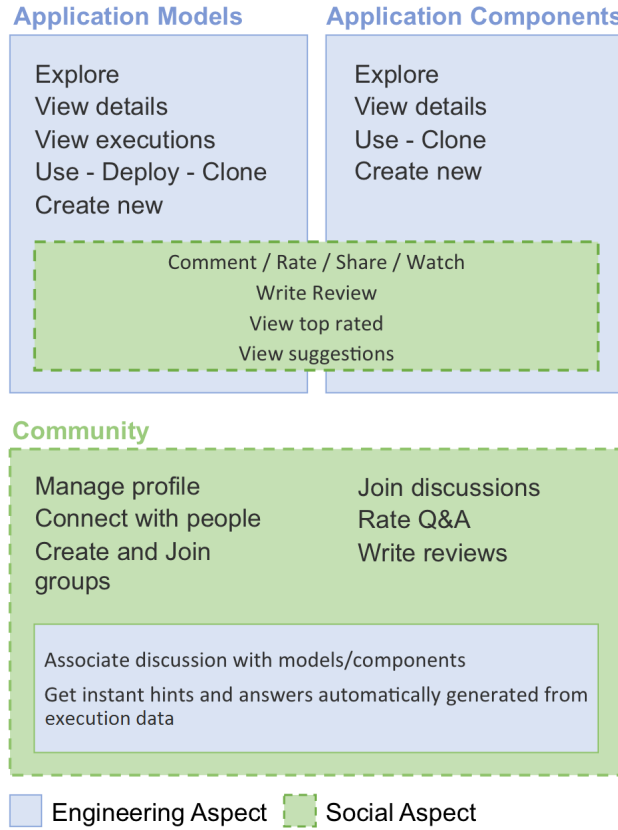 Application Models
Explore
View details
View executions
Use - Deploy - Clone
Create new
Application Components
Explore
View details
Use - Clone
Create new
Comment / Rate / Share / Watch
Write Review
View top rated
View suggestions
Community
Manage profile
Connect with people
Create and Join
groups
Join discussions
Rate Q&A
Write reviews
Associate discussion with models/components
Get instant hints and answers automatically generated from
execution data
Engineering Aspect
Social Aspect